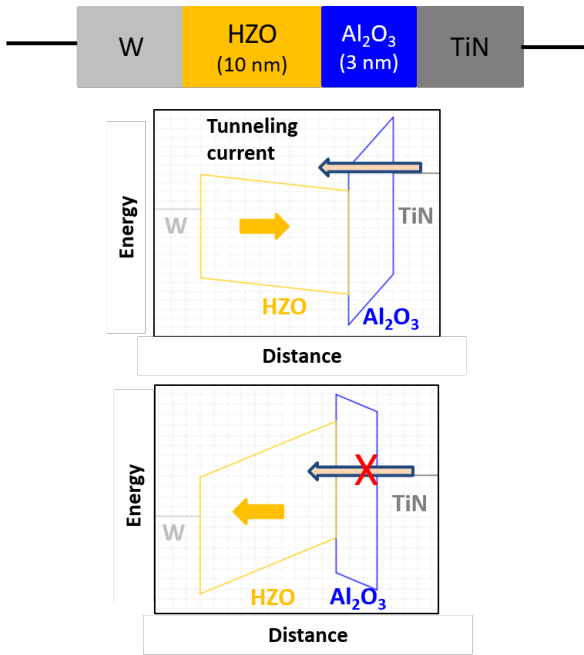 W
HZO
(10 nm)
Al₂O₃
(3 nm)
TiN
Tunneling
current
Energy
W
TiN
HZO
Al₂O₃
Distance
Energy
X
TiN
W
HZO
Al₂O₃
Distance